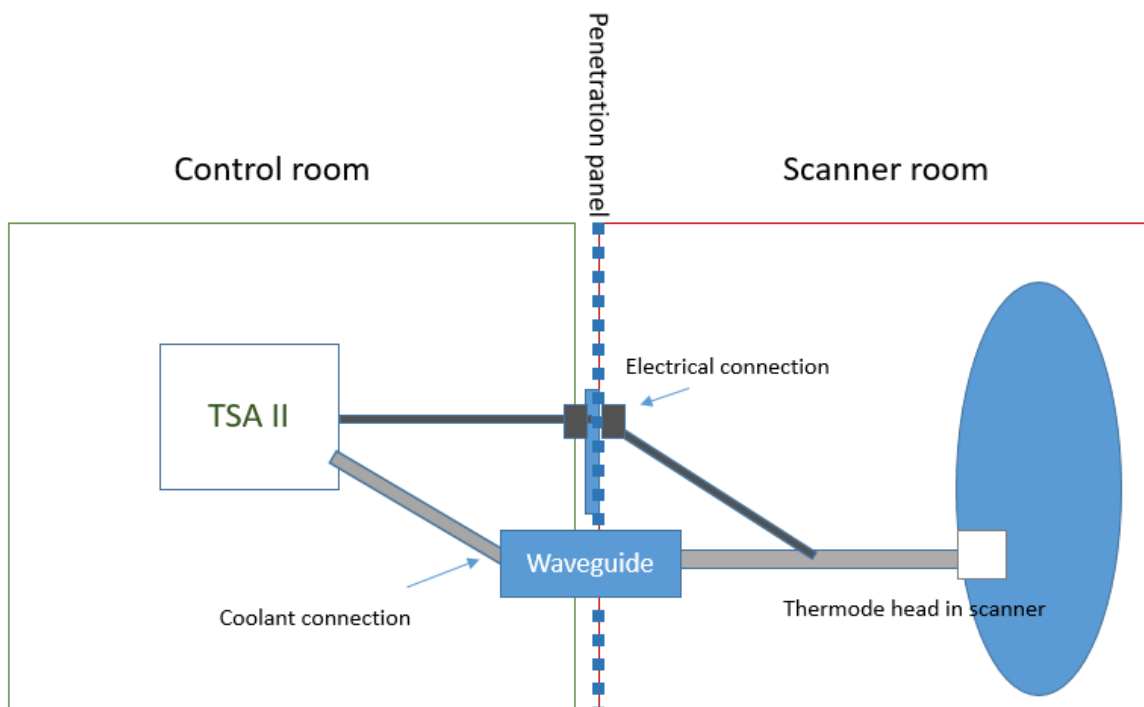 Penetration panel
Control room
Scanner room
Electrical connection
TSA II
Waveguide
Coolant connection
Thermode head in scanner